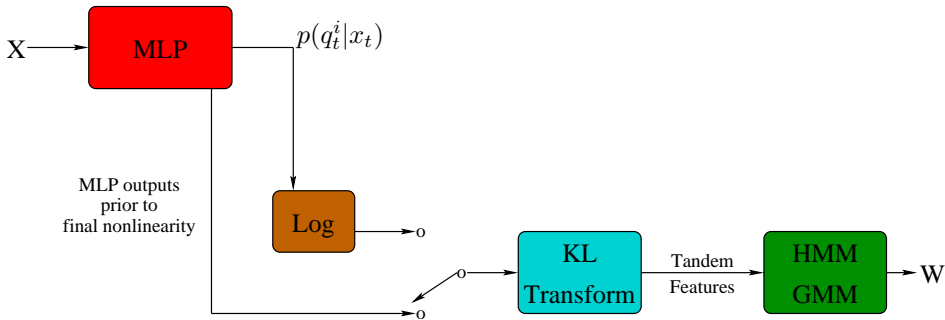 X
MLP
p(q_t^i|x_t)
MLP outputs
prior to
final nonlinearity
Log
o
o
o
KL
Transform
Tandem
Features
HMM
GMM
W